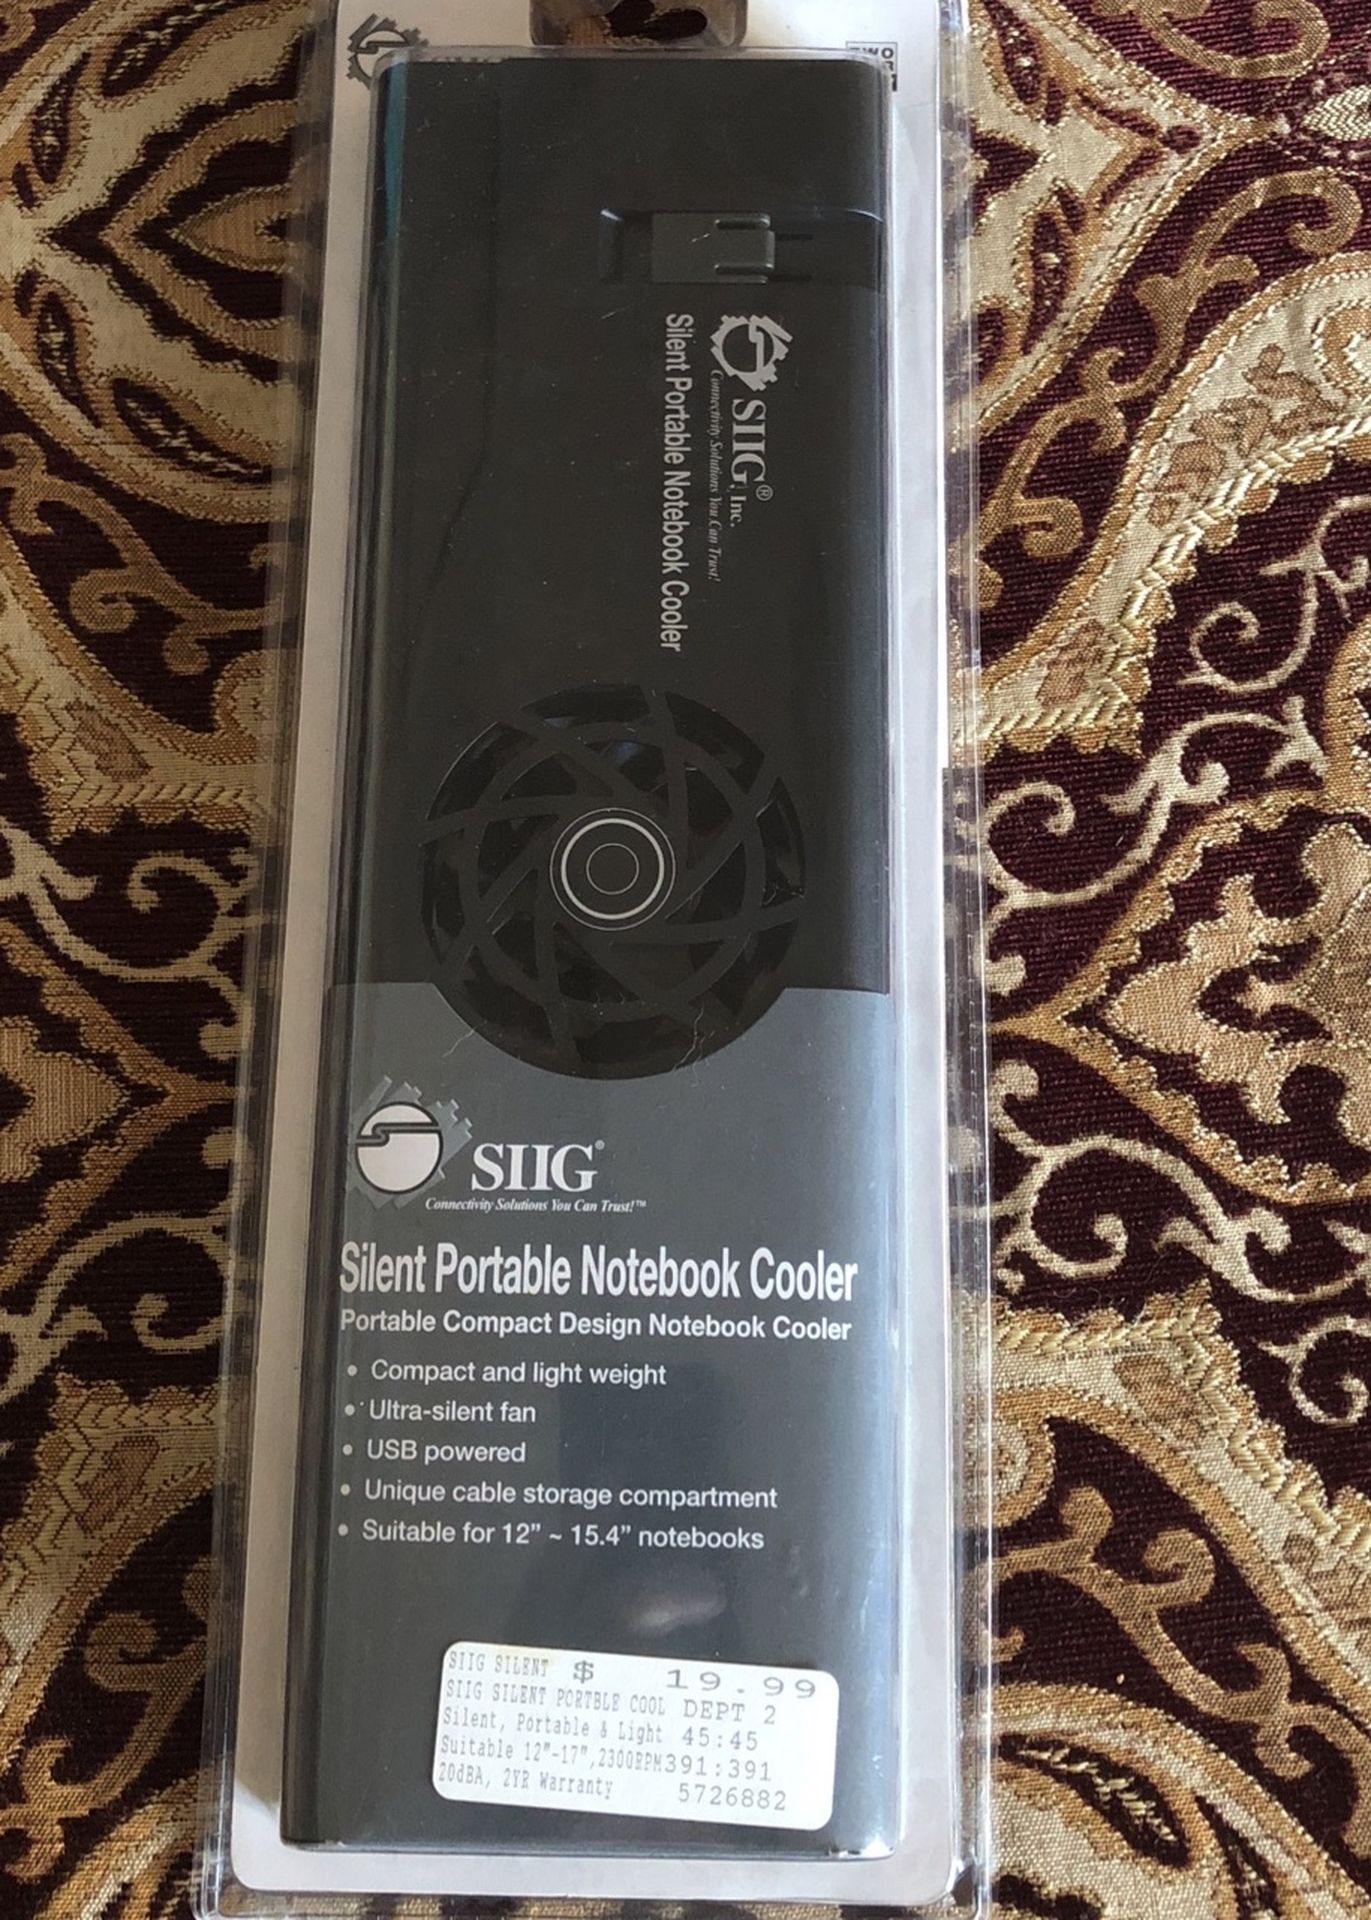 TWO
SIIG® Inc.
Connectivity Solutions You Can Trust!
Silent Portable Notebook Cooler
SIIG®
Connectivity Solutions You Can Trust!™
Silent Portable Notebook Cooler
Portable Compact Design Notebook Cooler
• Compact and light weight
• Ultra-silent fan
• USB powered
• Unique cable storage compartment
• Suitable for 12” ~ 15.4” notebooks
SIIG SILENT $ 19.99
SIIG SILENT PORTBLE COOL DEPT 2
Silent, Portable & Light 45:45
Suitable 12"-17",2300RPM 391:391
20dBA, 2YR Warranty 5726882